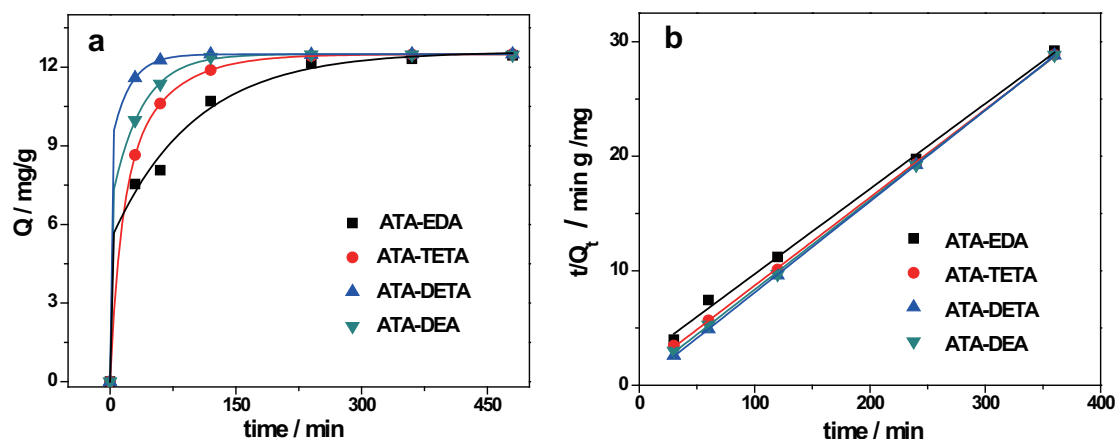 a
Q / mg/g
12
9
6
3
0
0
150
300
450
time / min
ATA-EDA
ATA-TETA
ATA-DETA
ATA-DEA
b
t/Qt / min g /mg
30
20
10
0
0
100
200
300
400
time / min
ATA-EDA
ATA-TETA
ATA-DETA
ATA-DEA